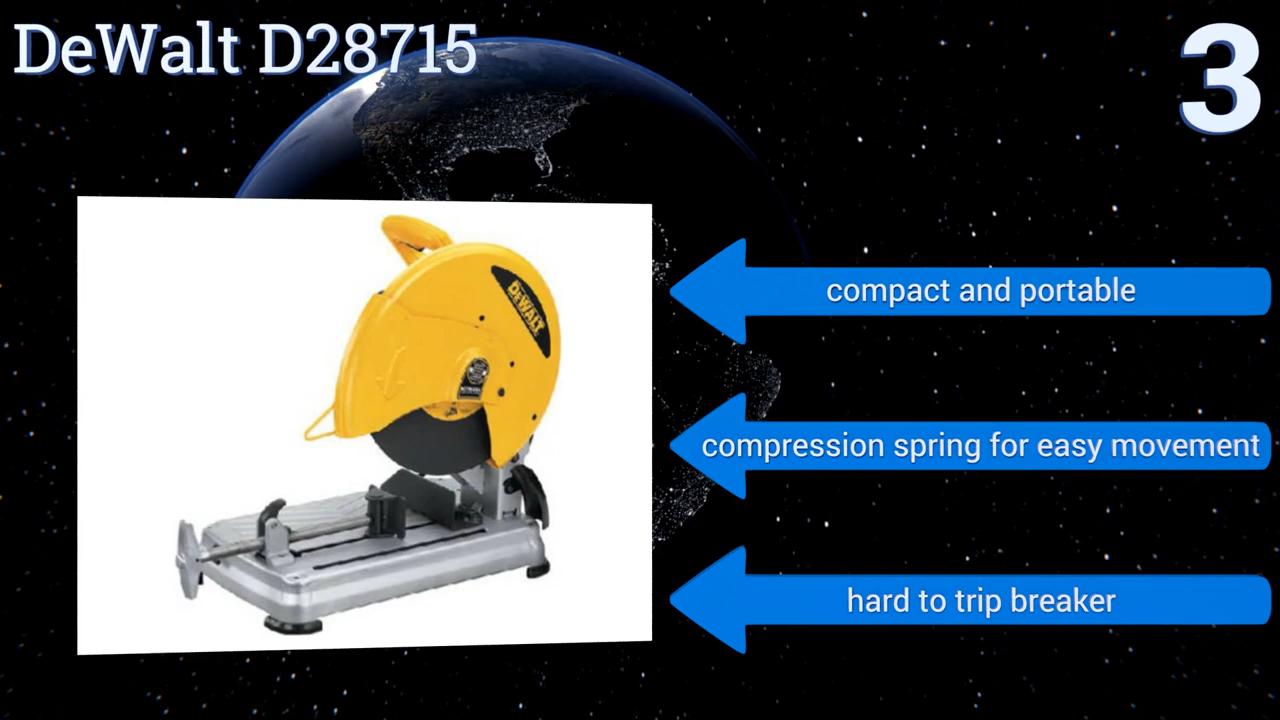 DeWalt D28715
3
DEWALT
compact and portable
compression spring for easy movement
hard to trip breaker